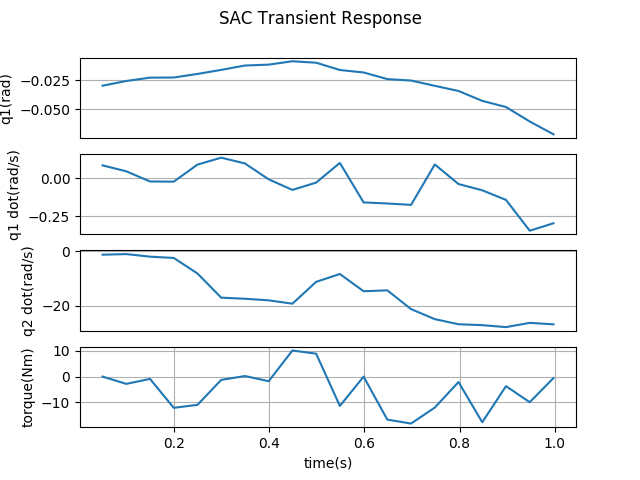 SAC Transient Response
q1(rad)
−0.025
−0.050
q1 dot(rad/s)
0.00
−0.25
q2 dot(rad/s)
0
−20
torque(Nm)
10
0
−10
0.2 0.4 0.6 0.8 1.0
time(s)